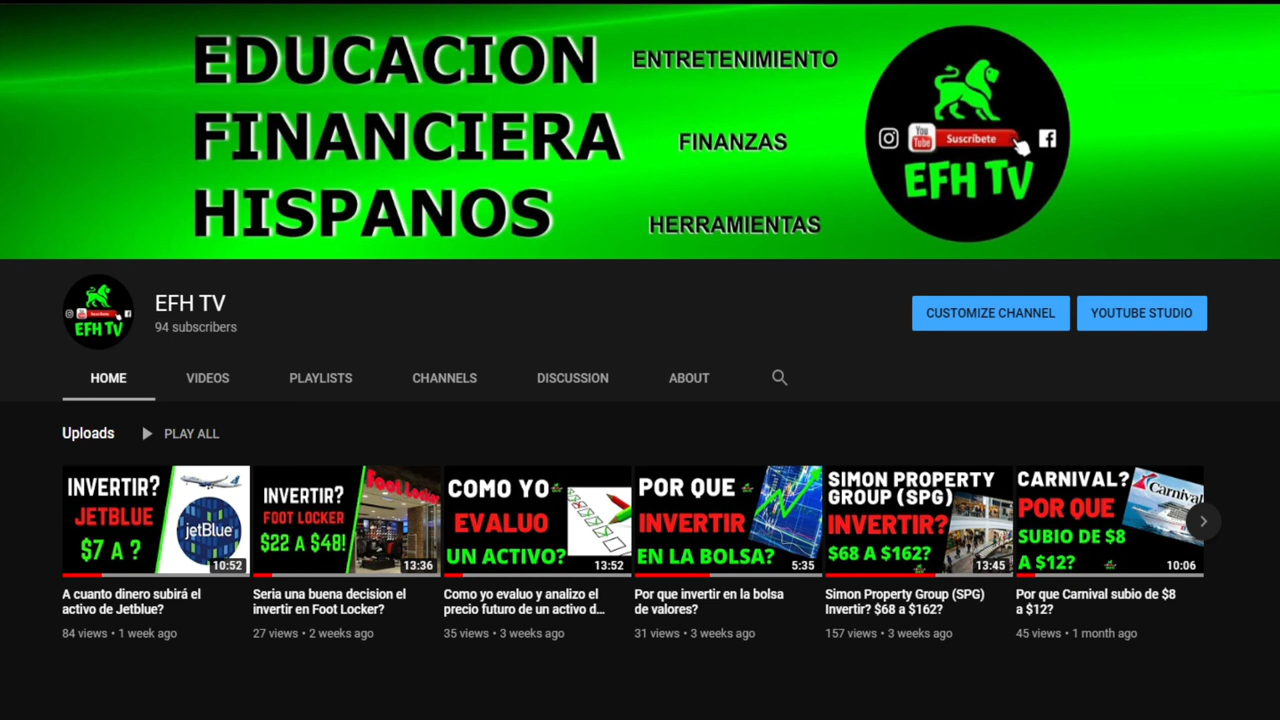 EDUCACION
FINANCIERA
HISPANOS
ENTRETENIMIENTO
FINANZAS
HERRAMIENTAS
You
Tube
Suscríbete
EFH TV
EFH TV
EFH TV
94 subscribers
CUSTOMIZE CHANNEL
YOUTUBE STUDIO
HOME
VIDEOS
PLAYLISTS
CHANNELS
DISCUSSION
ABOUT
Uploads
PLAY ALL
INVERTIR?
JETBLUE
$7 A ?
jetBlue
10:52
A cuanto dinero subirá el
activo de Jetblue?
84 views • 1 week ago
INVERTIR?
FOOT LOCKER
$22 A $48!
Foot Locker
13:36
Seria una buena decision el
invertir en Foot Locker?
27 views • 2 weeks ago
COMO YO
EVALUO
UN ACTIVO?
13:52
Como yo evaluo y analizo el
precio futuro de un activo d...
35 views • 3 weeks ago
POR QUE
INVERTIR
EN LA BOLSA?
5:35
Por que invertir en la bolsa
de valores?
31 views • 3 weeks ago
SIMON PROPERTY
GROUP (SPG)
INVERTIR?
$68 A $162?
13:45
Simon Property Group (SPG)
Invertir? $68 a $162?
157 views • 3 weeks ago
CARNIVAL?
POR QUE
SUBIO DE $8
A $12?
Carnival
10:06
Por que Carnival subio de $8
a $12?
45 views • 1 month ago